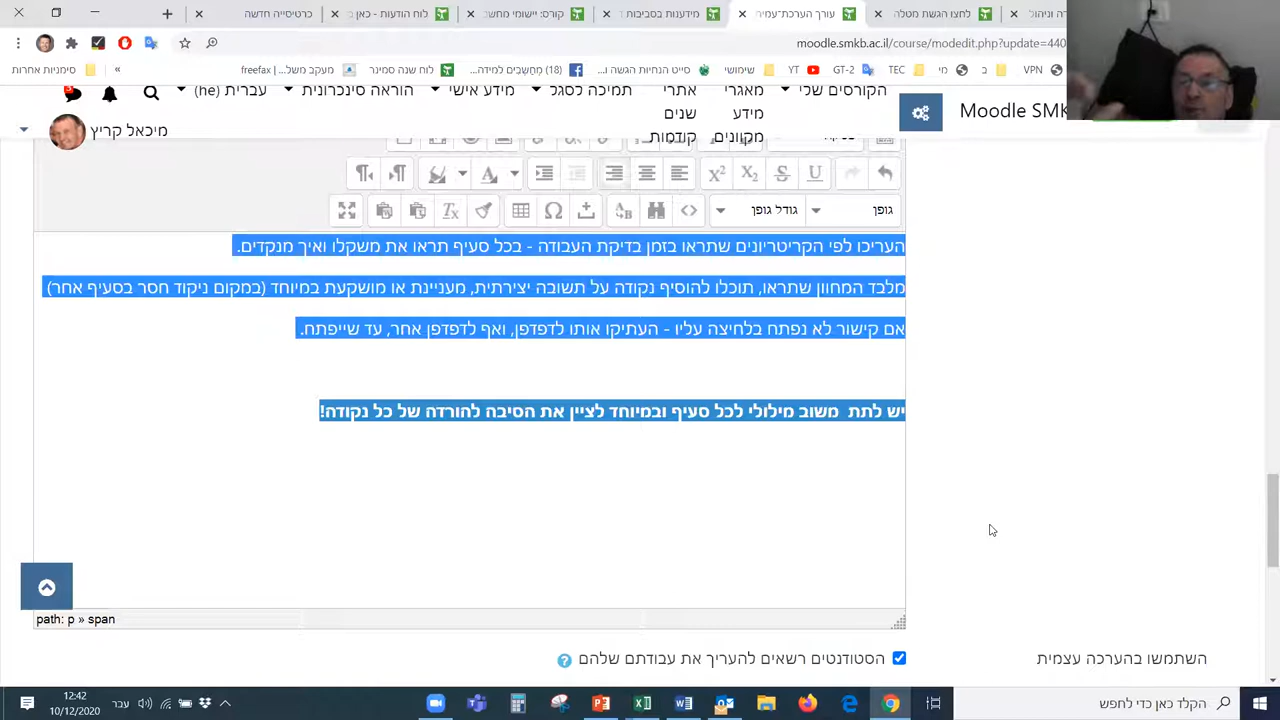 כרטיסייה חדשה
לוח הודעות - כאן ב
קורס: יישומי מחשב
מידענות בסביבות ד
עורך הערכת־עמית
לחצו הגשת מטלה
moodle.smkb.ac.il/course/modedit.php?update=440
סימניות אחרות
freefax
מעקב משל...
לוח שנה סמינר
(18) מְחַשְּׁבִים למידה...
סייט הנחיות הגשה ו...
שימושי
YT
GT-2
TEC
מי
ב
VPN
Moodle SMK
הקורסים שלי
מאגרי מידע מקוונים
אתרי שנים קודמות
תמיכה לסגל
מידע אישי
הוראה סינכרונית
עברית (he)
מיכאל קריץ
גופן
גודל גופן
העריכו לפי הקריטריונים שתראו בזמן בדיקת העבודה - בכל סעיף תראו את משקלו ואיך מנקדים.
מלבד המחוון שתראו, תוכלו להוסיף נקודה על תשובה יצירתית, מעניינת או מושקעת במיוחד (במקום ניקוד חסר בסעיף אחר)
אם קישור לא נפתח בלחיצה עליו - העתיקו אותו לדפדפן, ואף לדפדפן אחר, עד שייפתח.
יש לתת משוב מילולי לכל סעיף ובמיוחד לציין את הסיבה להורדה של כל נקודה!
path: p » span
השתמשו בהערכה עצמית
הסטודנטים רשאים להעריך את עבודתם שלהם
הקלד כאן כדי לחפש
עבר
12:42
10/12/2020